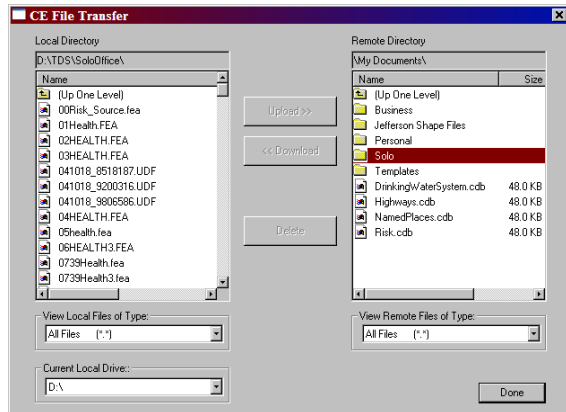 CE File Transfer
Local Directory
D:\TDS\SoloOffice\
Name
(Up One Level)
00Risk_Source.fea
01Health.FEA
02HEALTH.FEA
03HEALTH.FEA
041018_8518187.UDF
041018_9200316.UDF
041018_9806586.UDF
04HEALTH.FEA
05health.fea
06HEALTH3.FEA
0739Health.fea
0739Health3.fea
View Local Files of Type:
All Files (*.*)
Current Local Drive::
D:\
Upload >>
<< Download
Delete
Remote Directory
\My Documents\
Name Size
(Up One Level)
Business
Jefferson Shape Files
Personal
Solo
Templates
DrinkingWaterSystem.cdb 48.0 KB
Highways.cdb 48.0 KB
NamedPlaces.cdb 48.0 KB
Risk.cdb 48.0 KB
View Remote Files of Type:
All Files (*.*)
Done